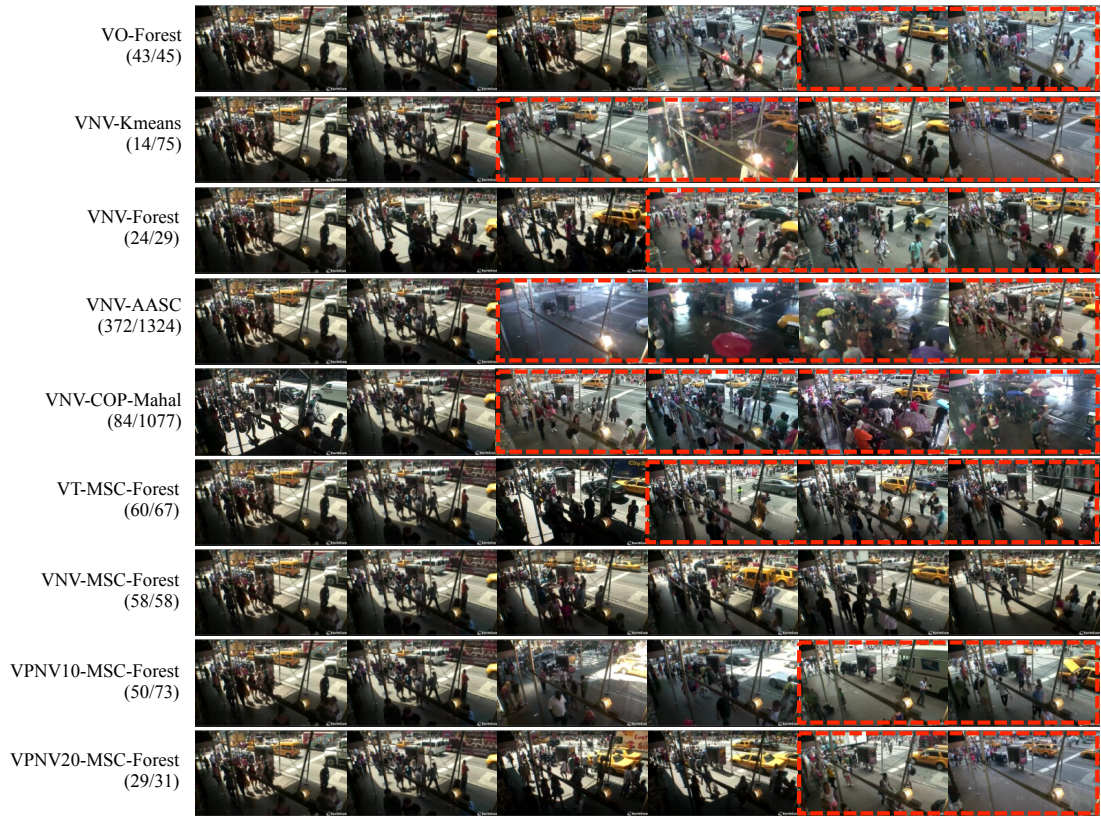 VO-Forest
(43/45)
VNV-Kmeans
(14/75)
VNV-Forest
(24/29)
VNV-AASC
(372/1324)
VNV-COP-Mahal
(84/1077)
VT-MSC-Forest
(60/67)
VNV-MSC-Forest
(58/58)
VPNV10-MSC-Forest
(50/73)
VPNV20-MSC-Forest
(29/31)